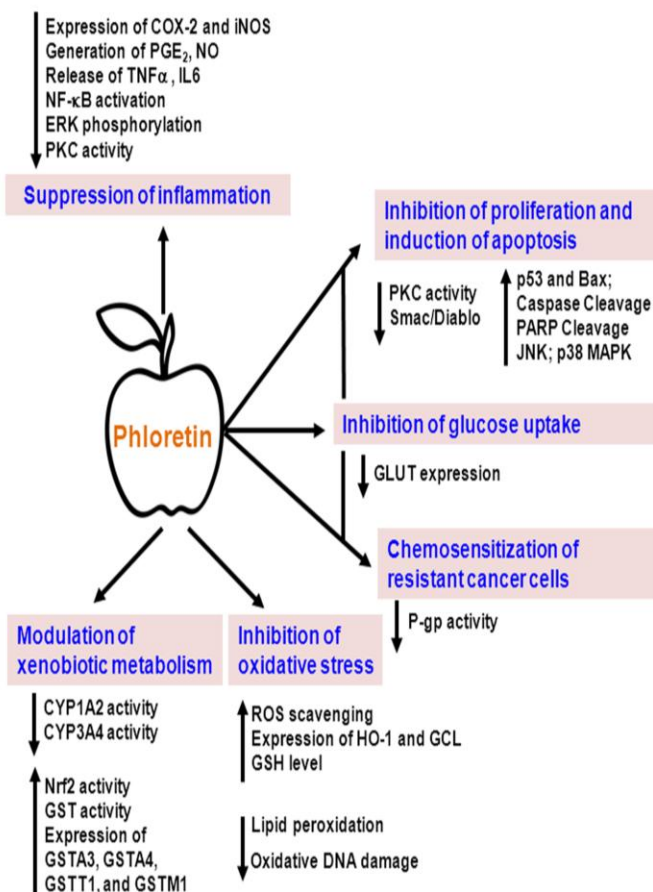 Expression of COX-2 and iNOS
Generation of PGE₂, NO
Release of TNFα , IL6
NF-κB activation
ERK phosphorylation
PKC activity
Suppression of inflammation
Inhibition of proliferation and
induction of apoptosis
PKC activity
Smac/Diablo
p53 and Bax;
Caspase Cleavage
PARP Cleavage
JNK; p38 MAPK
Phloretin
Inhibition of glucose uptake
GLUT expression
Chemosensitization of
resistant cancer cells
P-gp activity
Modulation of
xenobiotic metabolism
CYP1A2 activity
CYP3A4 activity
Nrf2 activity
GST activity
Expression of
GSTA3, GSTA4,
GSTT1, and GSTM1
Inhibition of
oxidative stress
ROS scavenging
Expression of HO-1 and GCL
GSH level
Lipid peroxidation
Oxidative DNA damage